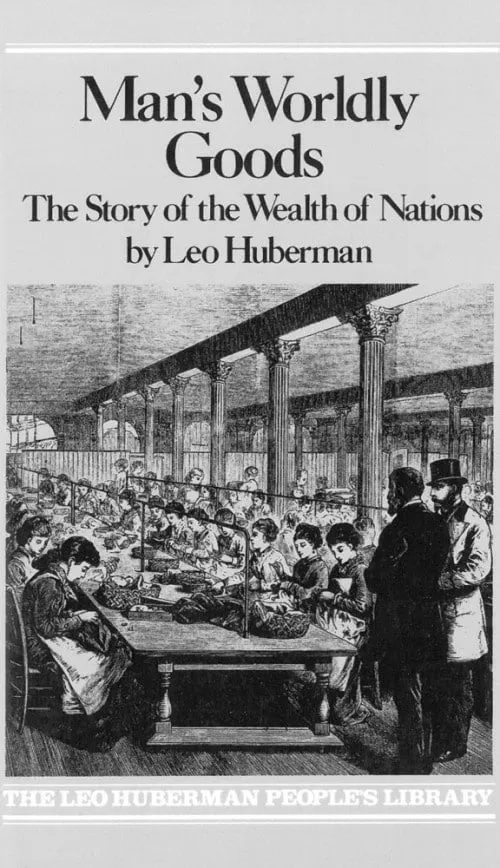 Man's Worldly
Goods
The Story of the Wealth of Nations
by Leo Huberman
THE LEO HUBERMAN PEOPLE'S LIBRARY